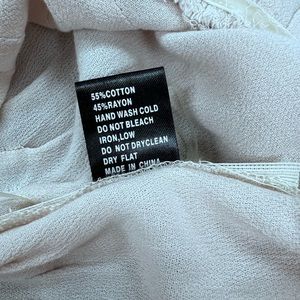 55%COTTON
45%RAYON
HAND WASH COLD
DO NOT BLEACH
IRON,LOW
DO NOT DRYCLEAN
DRY FLAT
MADE IN CHINA